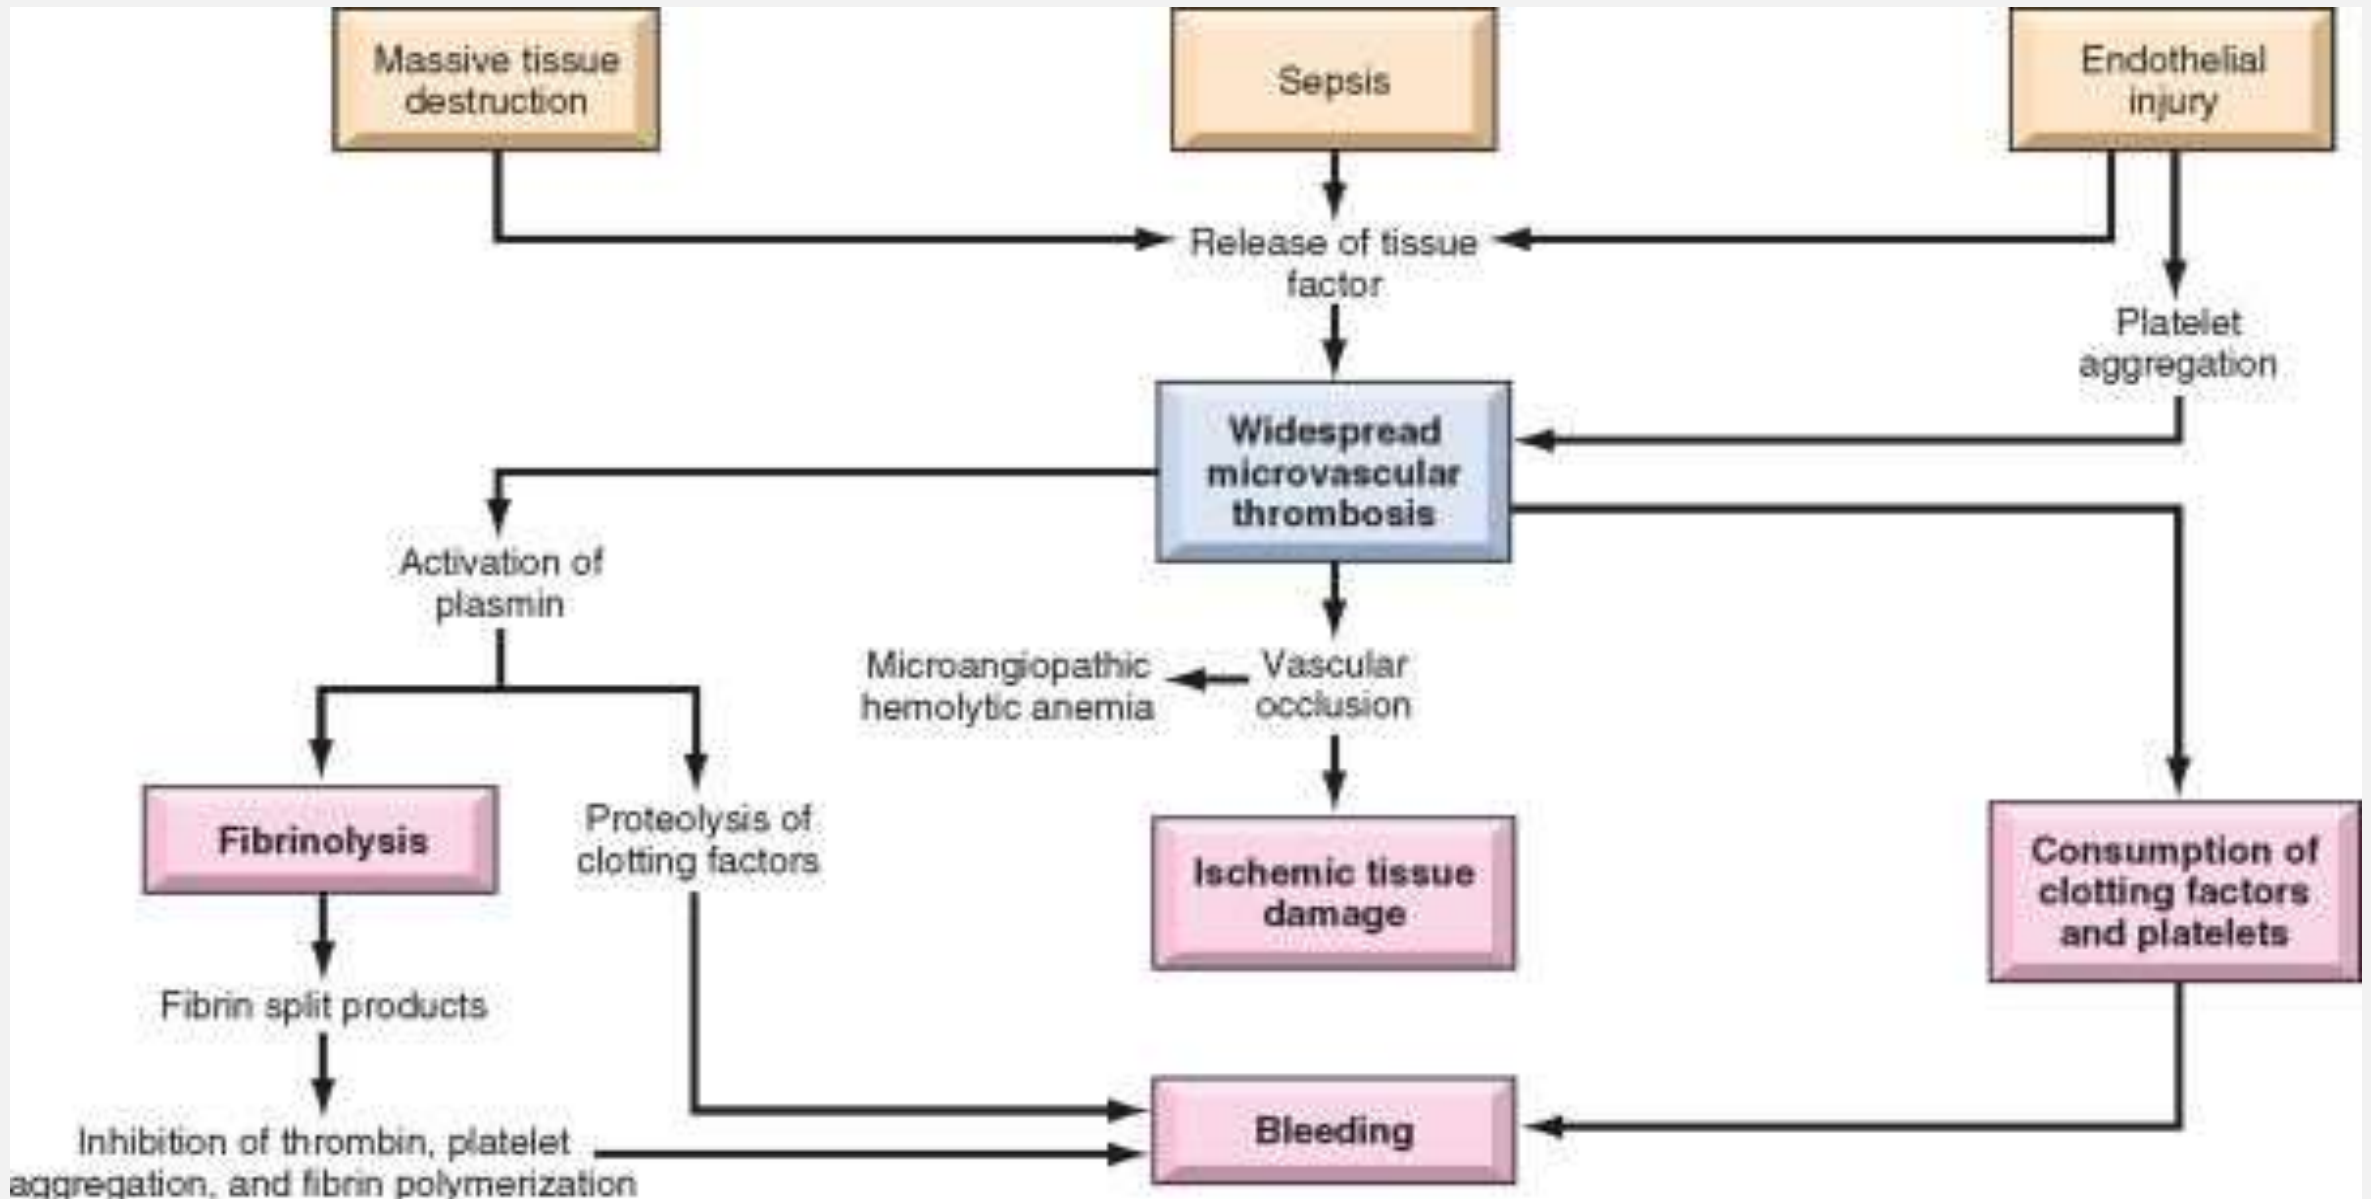 Massive tissue
destruction
Sepsis
Endothelial
injury
Release of tissue
factor
Platelet
aggregation
Widespread
microvascular
thrombosis
Activation of
plasmin
Microangiopathic
hemolytic anemia
Vascular
occlusion
Fibrinolysis
Proteolysis of
clotting factors
Ischemic tissue
damage
Consumption of
clotting factors
and platelets
Fibrin split products
Inhibition of thrombin, platelet
aggregation, and fibrin polymerization
Bleeding